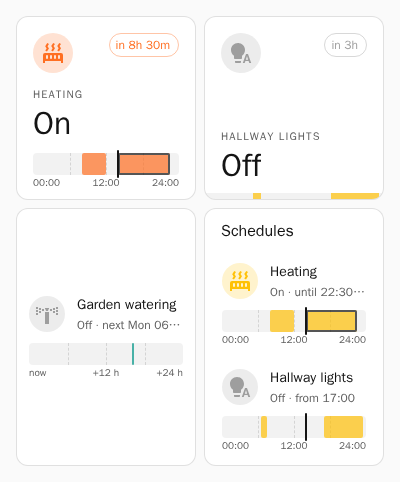 in 8h 30m
HEATING
On
00:00 12:00 24:00
in 3h
A
HALLWAY LIGHTS
Off
Garden watering
Off · next Mon 06···
now +12 h +24 h
Schedules
Heating
On · until 22:30···
00:00 12:00 24:00
A
Hallway lights
Off · from 17:00
00:00 12:00 24:00